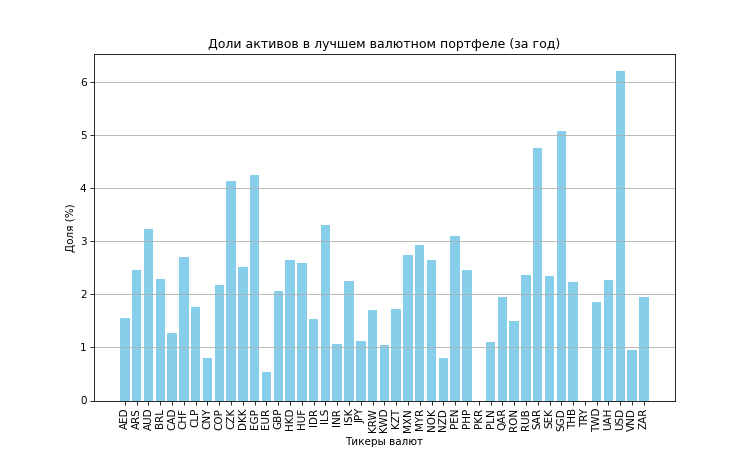 Доли активов в лучшем валютном портфеле (за год)
Доля (%)
6
5
4
3
2
1
0
AED ARS AUD BRL CAD CHF CLP CNY COP CZK DKK EGP EUR GBP HKD HUF IDR ILS INR ISK JPY KRW KWD KZT MXN MYR NOK NZD PEN PHP PKR PLN QAR RON RUB SAR SEK SGD THB TRY TWD UAH USD VND ZAR
Тикеры валют